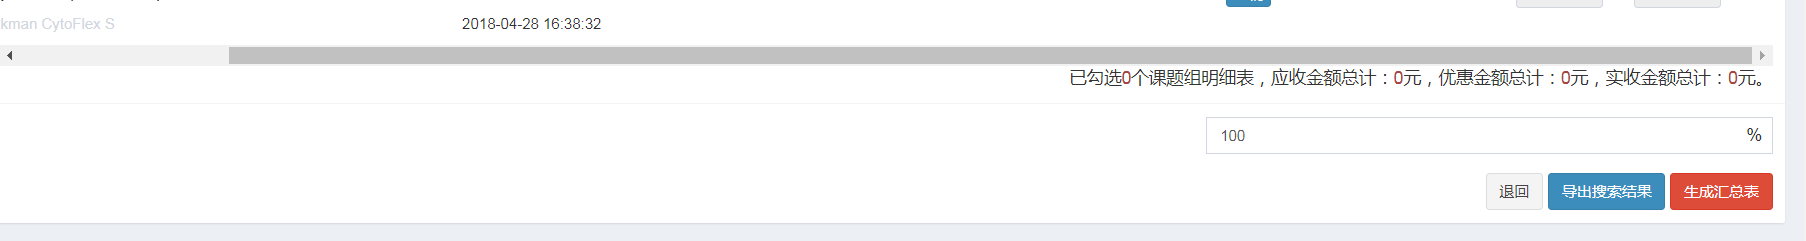 kman CytoFlex S 2018-04-28 16:38:32
已勾选0个课题组明细表，应收金额总计：0元，优惠金额总计：0元，实收金额总计：0元。
100 %
退回 导出搜索结果 生成汇总表